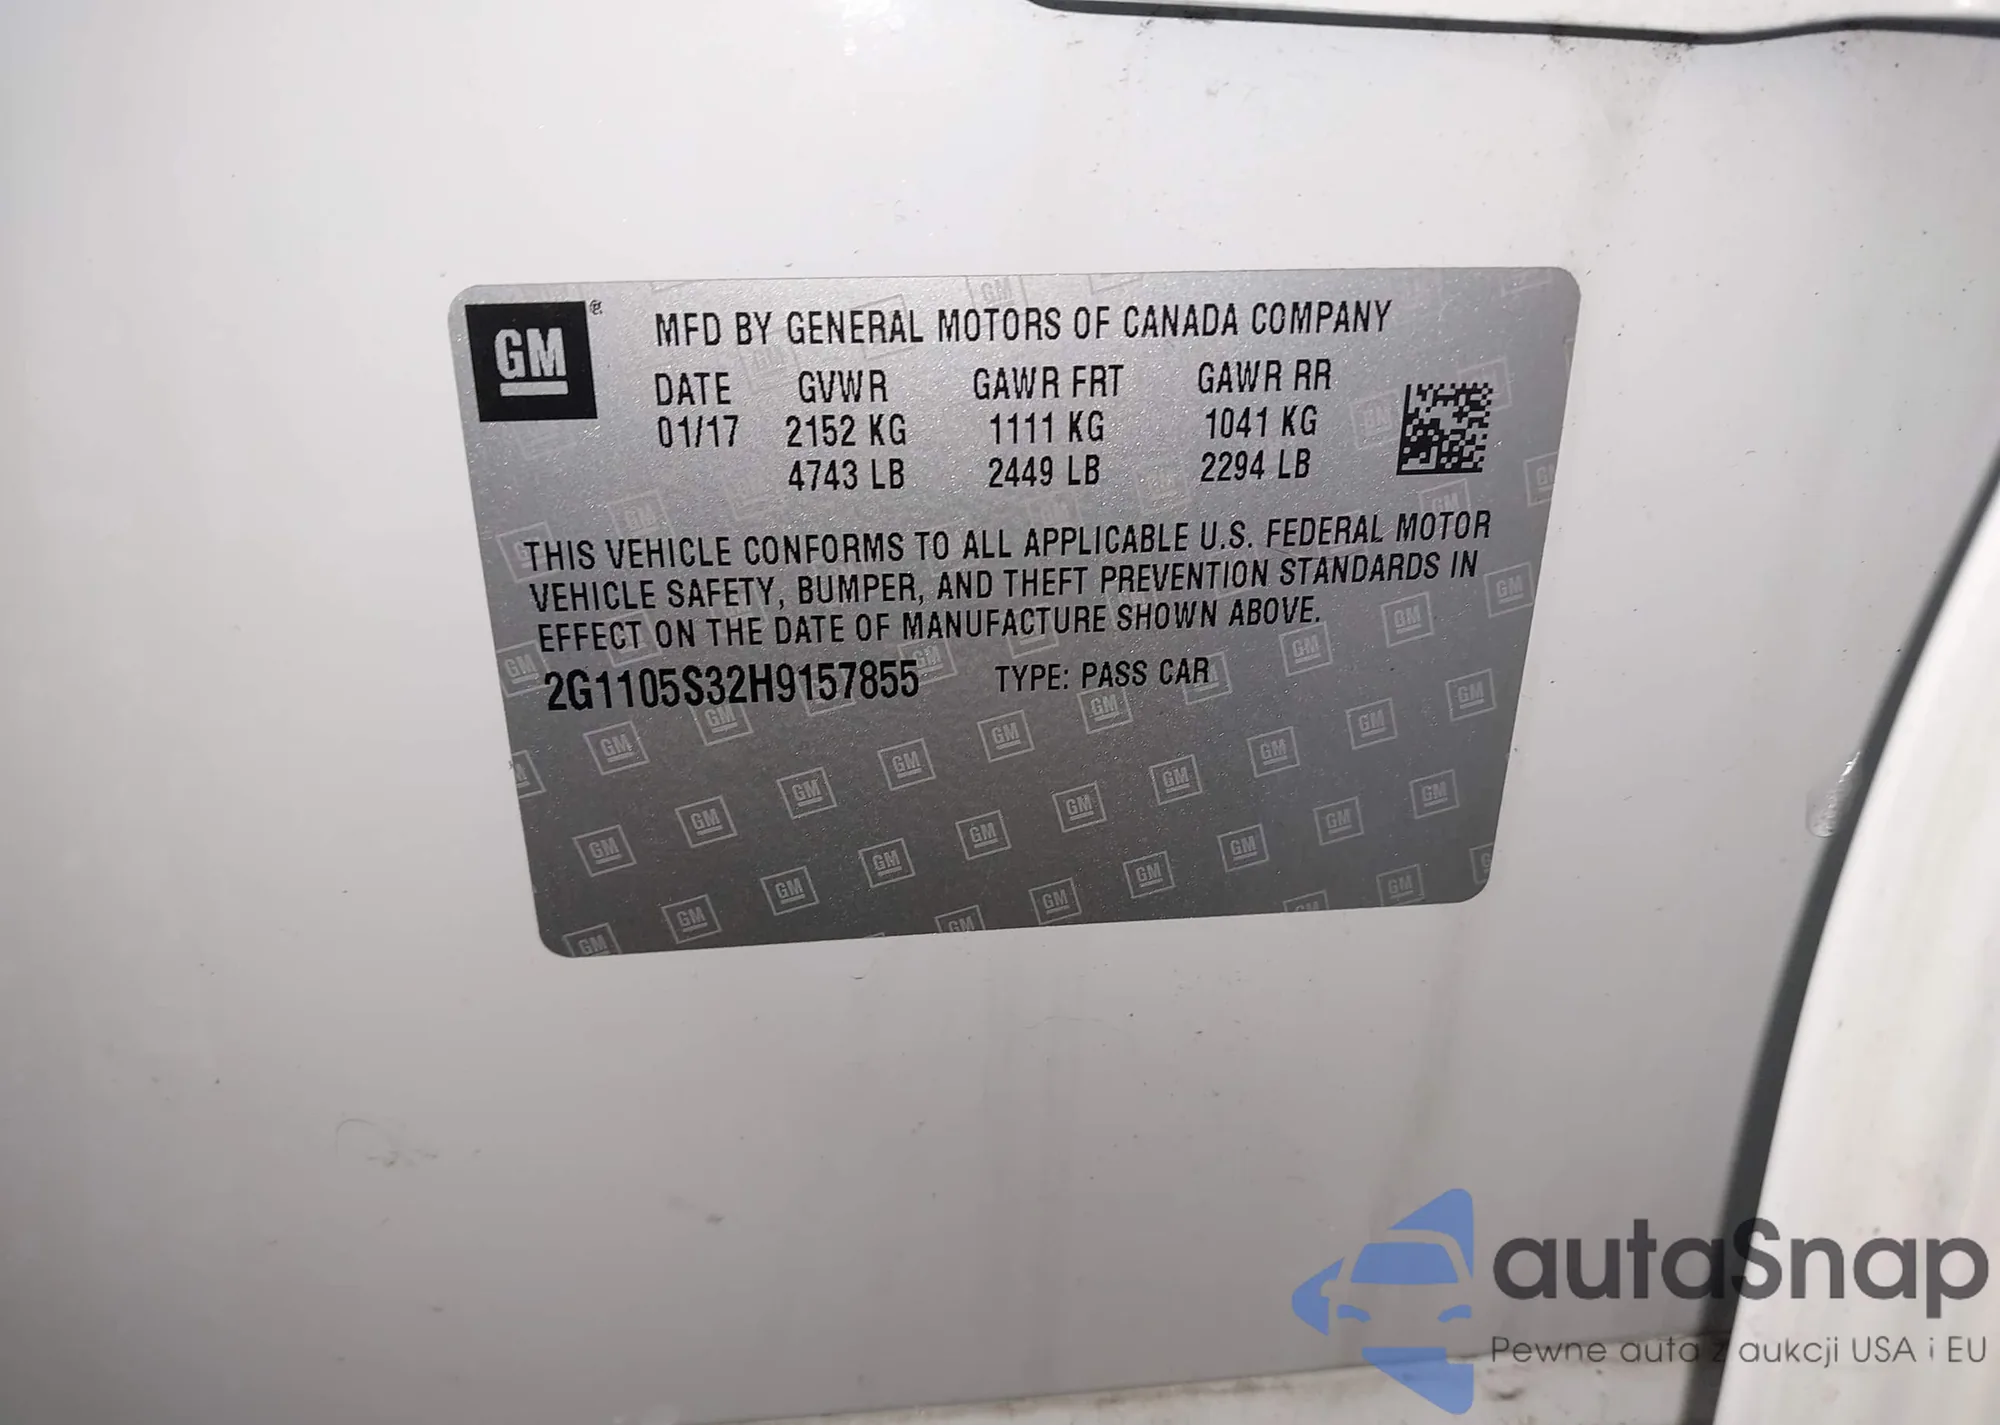 GM ®
MFD BY GENERAL MOTORS OF CANADA COMPANY
DATE GVWR GAWR FRT GAWR RR
01/17 2152 KG 1111 KG 1041 KG
4743 LB 2449 LB 2294 LB
THIS VEHICLE CONFORMS TO ALL APPLICABLE U.S. FEDERAL MOTOR
VEHICLE SAFETY, BUMPER, AND THEFT PREVENTION STANDARDS IN
EFFECT ON THE DATE OF MANUFACTURE SHOWN ABOVE.
2G1105S32H9157855 TYPE: PASS CAR
autaSnap
Pewne auta z aukcji USA i EU